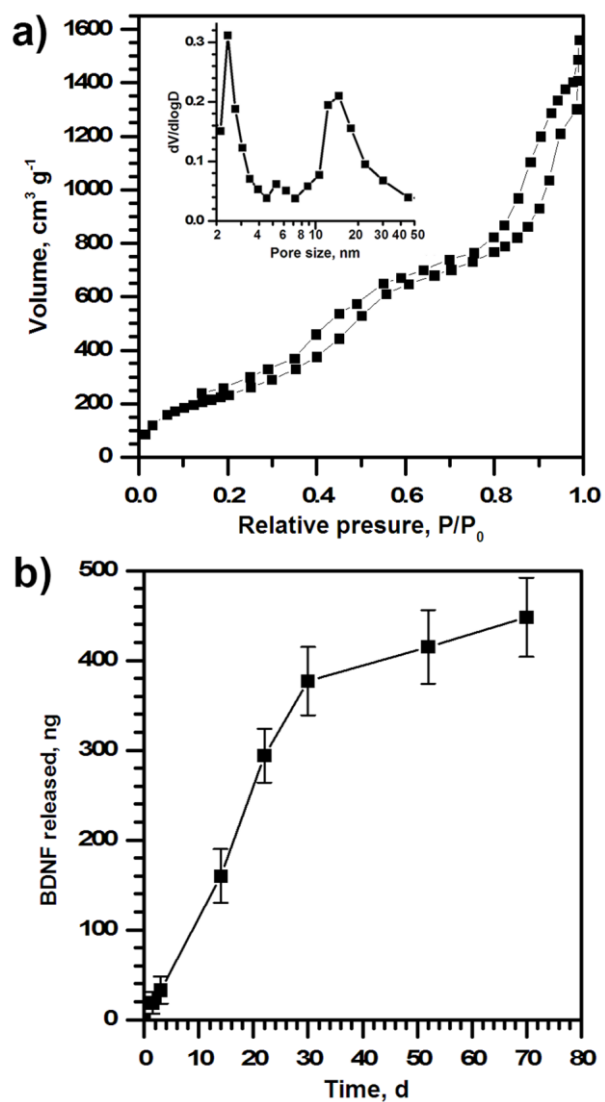 a)
1600
1400
1200
1000
800
600
400
200
0
Volume, cm³ g⁻¹
0.0 0.2 0.4 0.6 0.8 1.0
Relative presure, P/P₀
0.3
0.2
0.1
0.0
dV/dlogD
2 4 6 8 10 20 30 40 50
Pore size, nm
b)
500
400
300
200
100
0
BDNF released, ng
0 10 20 30 40 50 60 70 80
Time, d